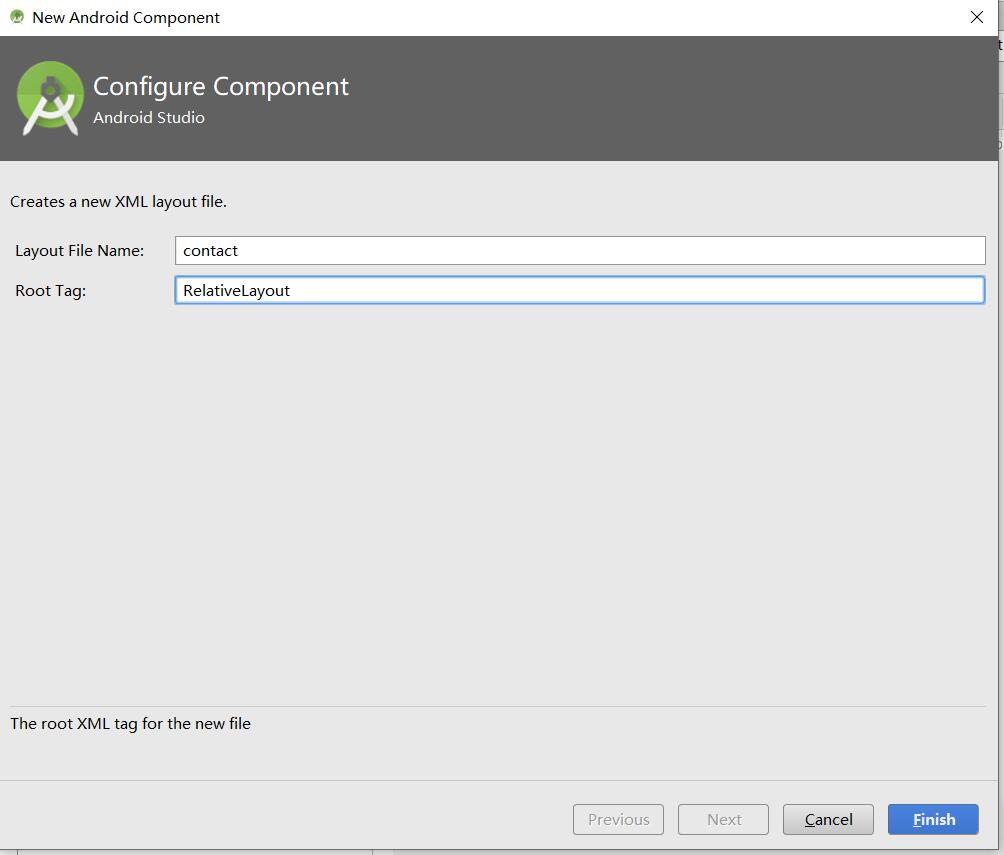 New Android Component
Configure Component
Android Studio
Creates a new XML layout file.
Layout File Name: contact
Root Tag: RelativeLayout
The root XML tag for the new file
Previous Next Cancel Finish